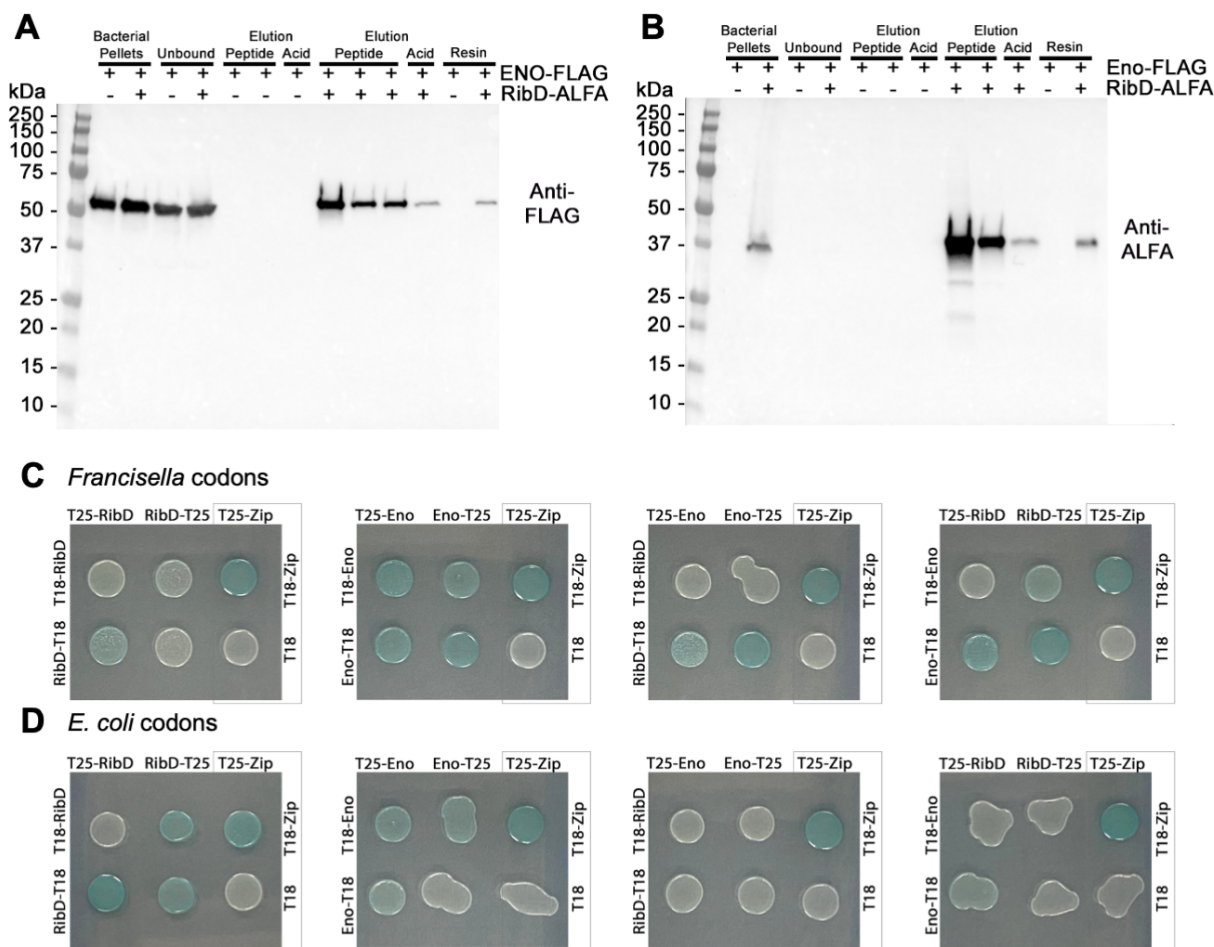 A
Bacterial Pellets Unbound Elution Peptide Acid Elution Peptide Acid Resin
+ + + + + + + + + + + + + ENO-FLAG
- + - + - - - + + + + - + RibD-ALFA
kDa
250 -
150 -
100 -
75 -
50 -
37 -
25 -
20 -
15 -
10 -
Anti-
FLAG
B
Bacterial Pellets Unbound Elution Peptide Acid Elution Peptide Acid Resin
+ + + + + + + + + + + + Eno-FLAG
- + - + - - - + + + - + RibD-ALFA
kDa
250 -
150 -
100 -
75 -
50 -
37 -
25 -
20 -
15 -
10 -
Anti-
ALFA
C Francisella codons
T25-RibD RibD-T25 T25-Zip
T18-RibD T18-Zip
RibD-T18 T18
T25-Eno Eno-T25 T25-Zip
T18-Eno T18-Zip
Eno-T18 T18
T25-Eno Eno-T25 T25-Zip
T18-RibD T18-Zip
RibD-T18 T18
T25-RibD RibD-T25 T25-Zip
T18-Eno T18-Zip
Eno-T18 T18
D E. coli codons
T25-RibD RibD-T25 T25-Zip
T18-RibD T18-Zip
RibD-T18 T18
T25-Eno Eno-T25 T25-Zip
T18-Eno T18-Zip
Eno-T18 T18
T25-Eno Eno-T25 T25-Zip
T18-RibD T18-Zip
RibD-T18 T18
T25-RibD RibD-T25 T25-Zip
T18-Eno T18-Zip
Eno-T18 T18